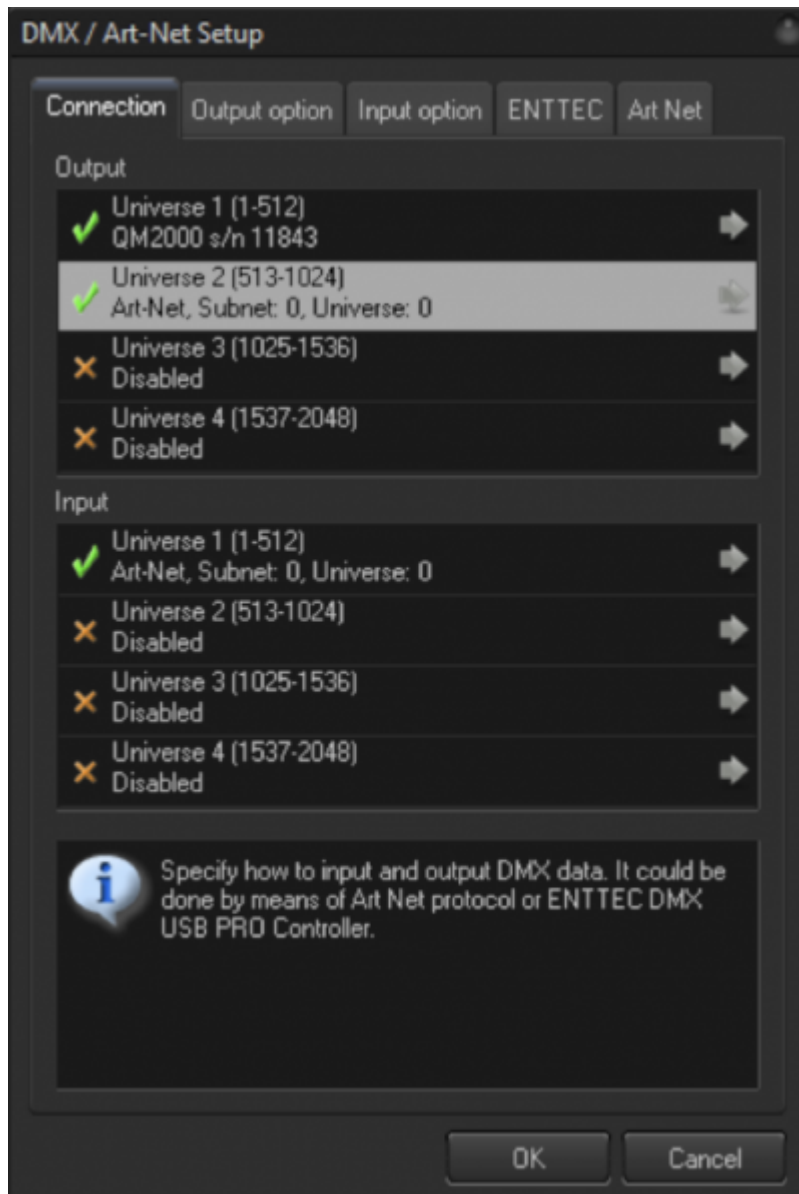 DMX / Art-Net Setup
Connection Output option Input option ENTTEC Art Net
Output
Universe 1 (1-512)
QM2000 s/n 11843
Universe 2 (513-1024)
Art-Net, Subnet: 0, Universe: 0
Universe 3 (1025-1536)
Disabled
Universe 4 (1537-2048)
Disabled
Input
Universe 1 (1-512)
Art-Net, Subnet: 0, Universe: 0
Universe 2 (513-1024)
Disabled
Universe 3 (1025-1536)
Disabled
Universe 4 (1537-2048)
Disabled
Specify how to input and output DMX data. It could be
done by means of Art Net protocol or ENTTEC DMX
USB PRO Controller.
OK Cancel